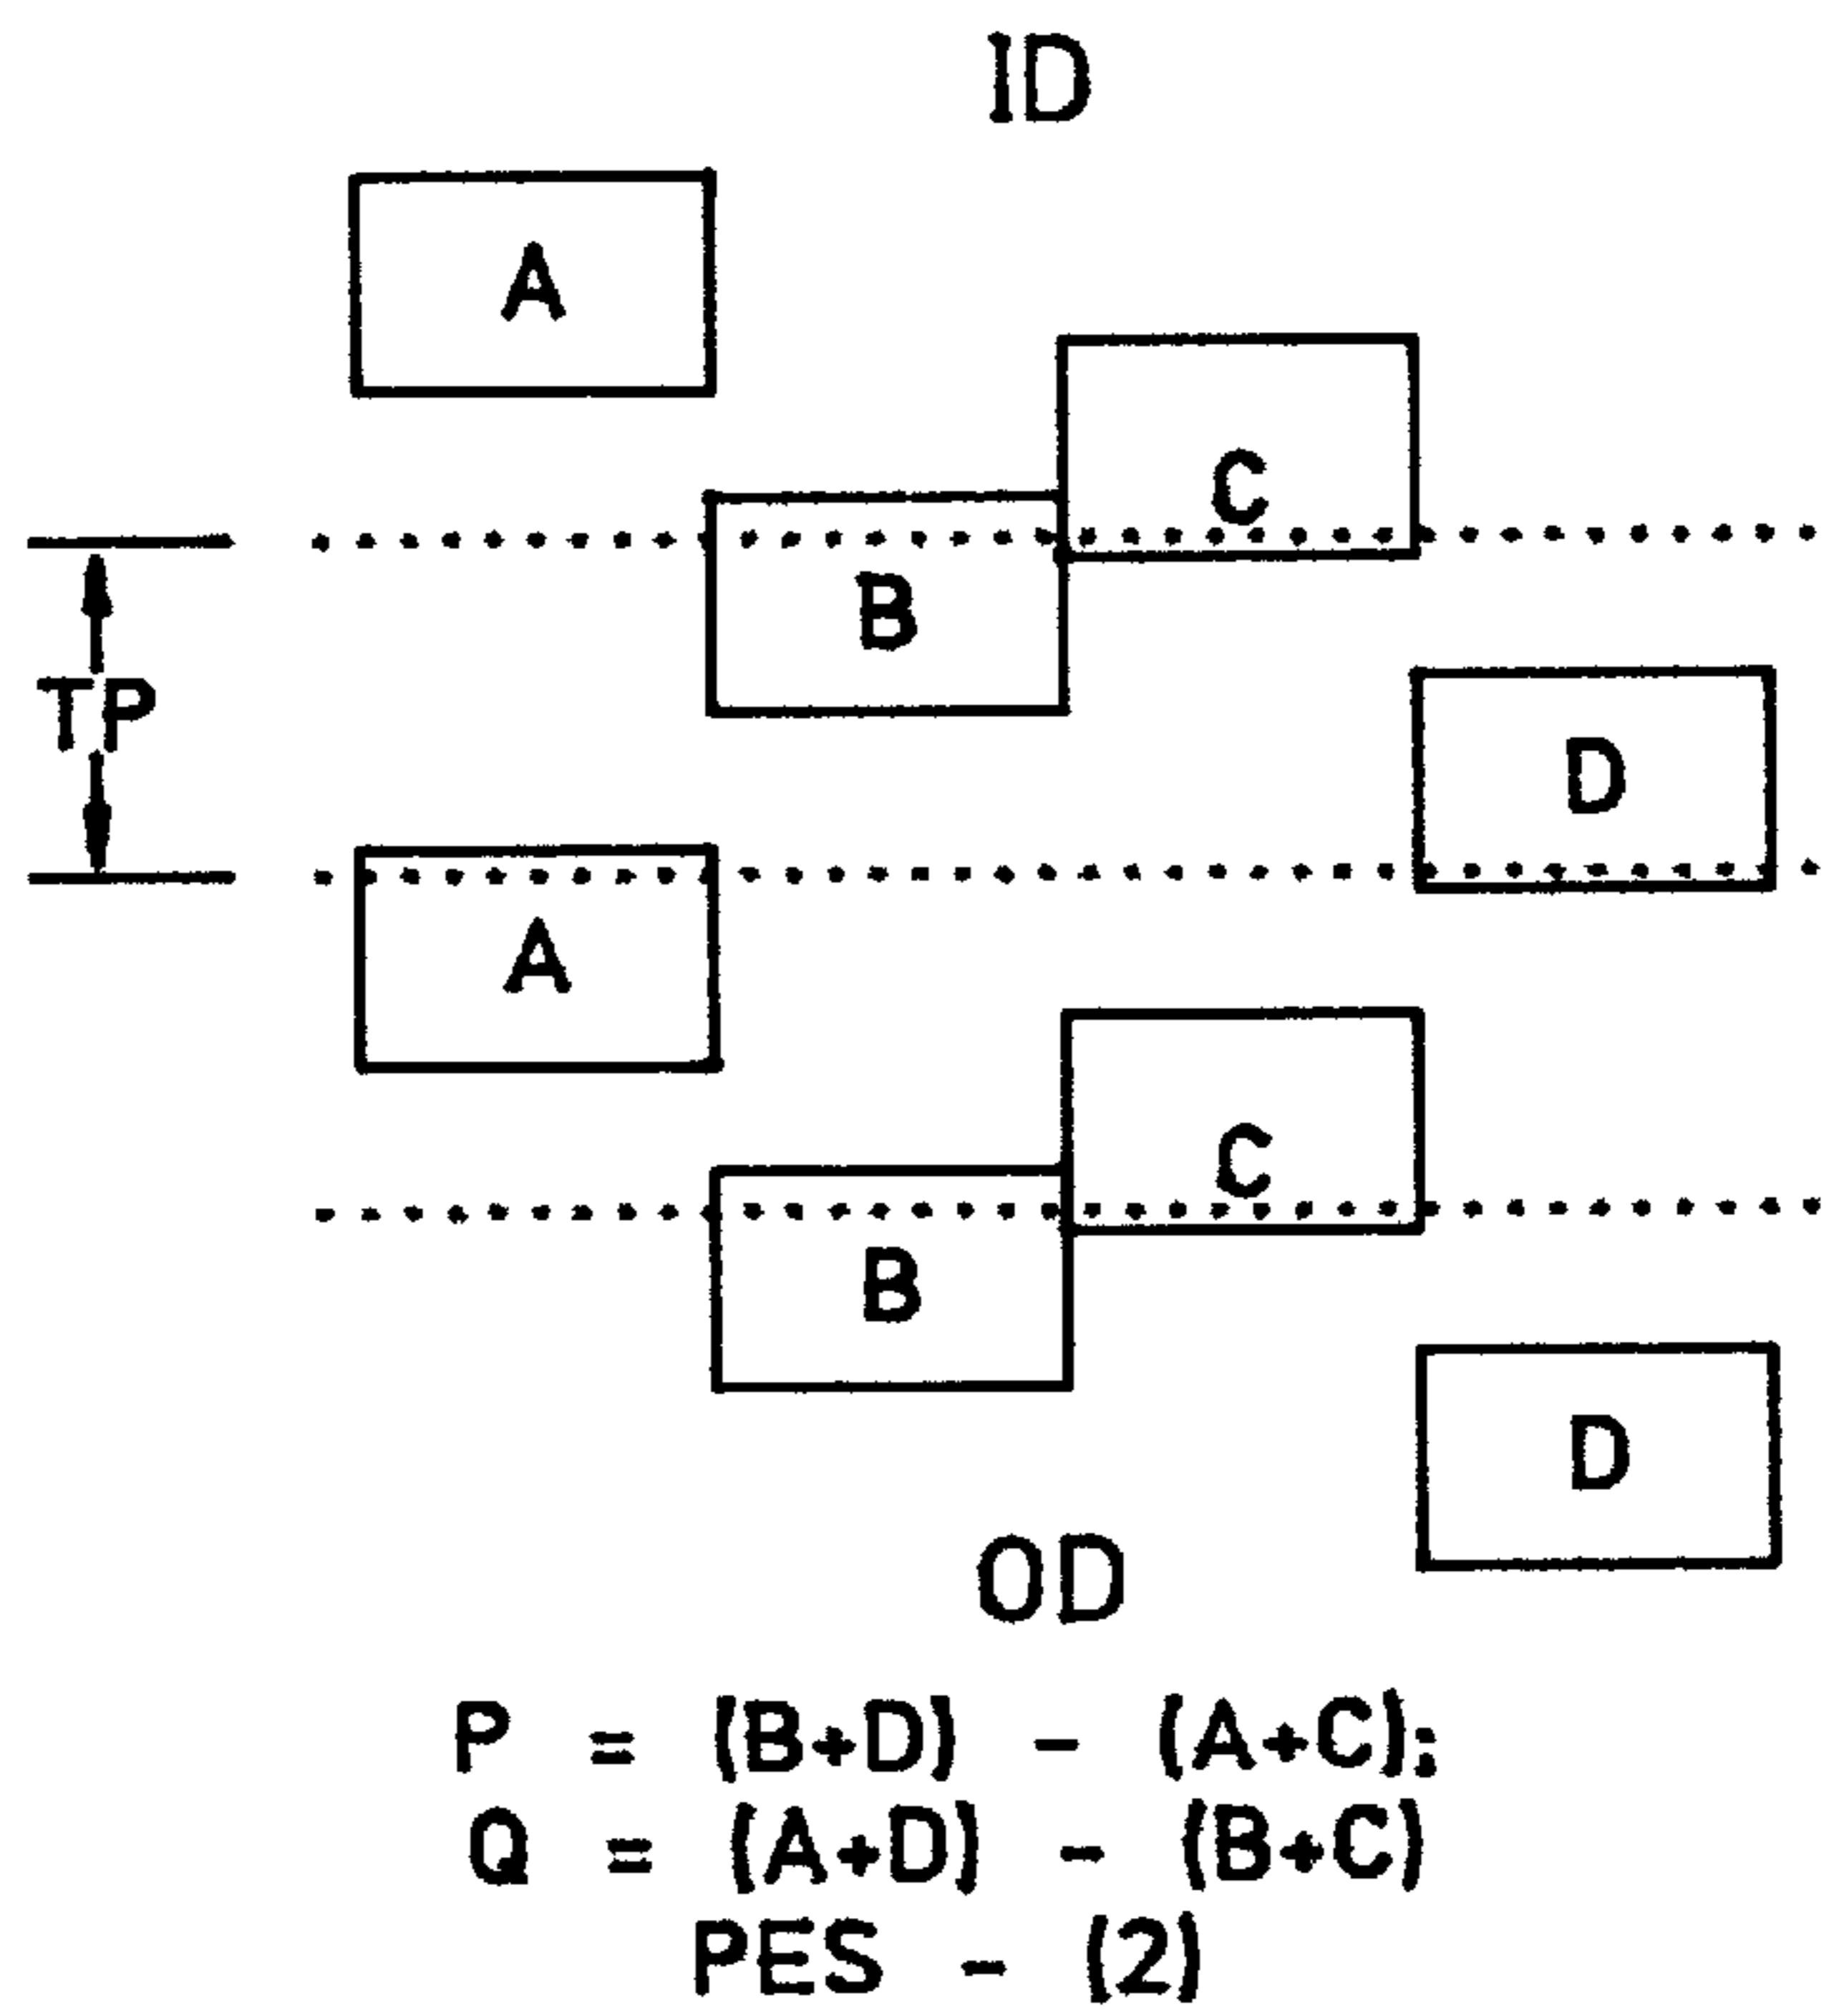 ID
A
C
B
TP
D
A
C
B
D
OD
P = (B+D) - (A+C);
Q = (A+D) - (B+C)
PES - (2)